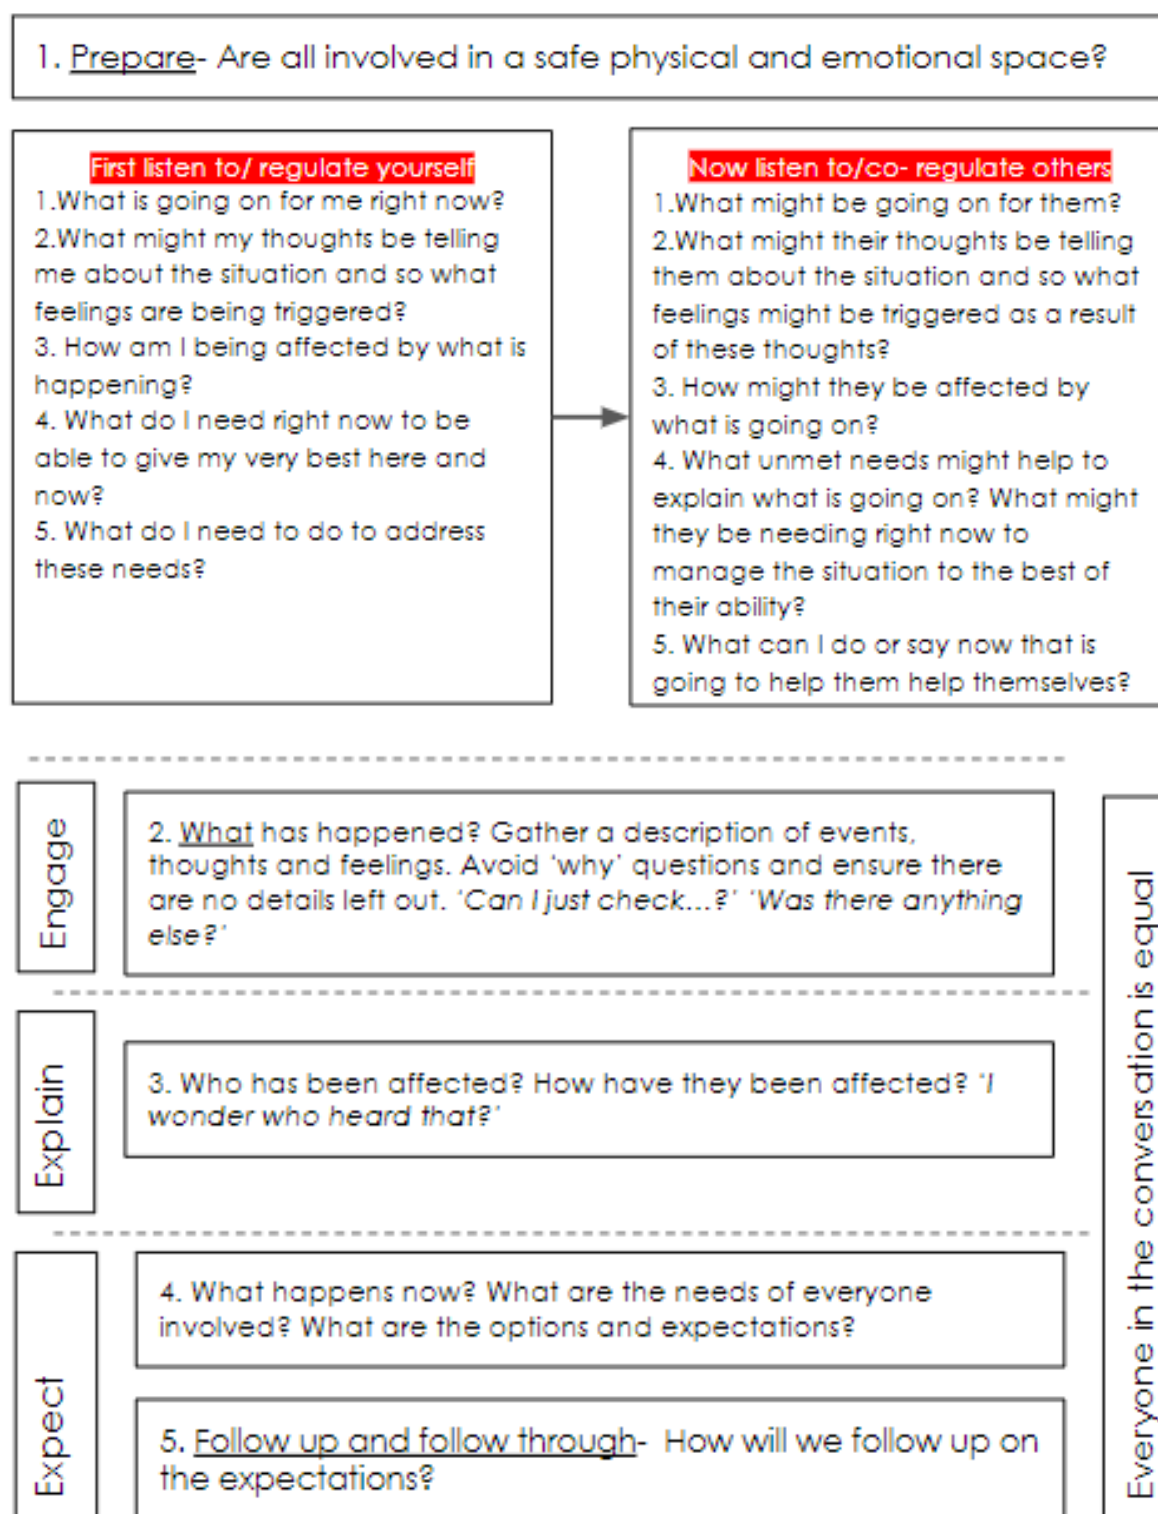 1. Prepare- Are all involved in a safe physical and emotional space?
First listen to/ regulate yourself
1.What is going on for me right now?
2.What might my thoughts be telling
me about the situation and so what
feelings are being triggered?
3. How am I being affected by what is
happening?
4. What do I need right now to be
able to give my very best here and
now?
5. What do I need to do to address
these needs?
Now listen to/co- regulate others
1.What might be going on for them?
2.What might their thoughts be telling
them about the situation and so what
feelings might be triggered as a result
of these thoughts?
3. How might they be affected by
what is going on?
4. What unmet needs might help to
explain what is going on? What might
they be needing right now to
manage the situation to the best of
their ability?
5. What can I do or say now that is
going to help them help themselves?
Engage
2. What has happened? Gather a description of events,
thoughts and feelings. Avoid ‘why’ questions and ensure there
are no details left out. ‘Can I just check…?’ ‘Was there anything
else?’
Explain
3. Who has been affected? How have they been affected? ‘I
wonder who heard that?’
Expect
4. What happens now? What are the needs of everyone
involved? What are the options and expectations?
5. Follow up and follow through- How will we follow up on
the expectations?
Everyone in the conversation is equal